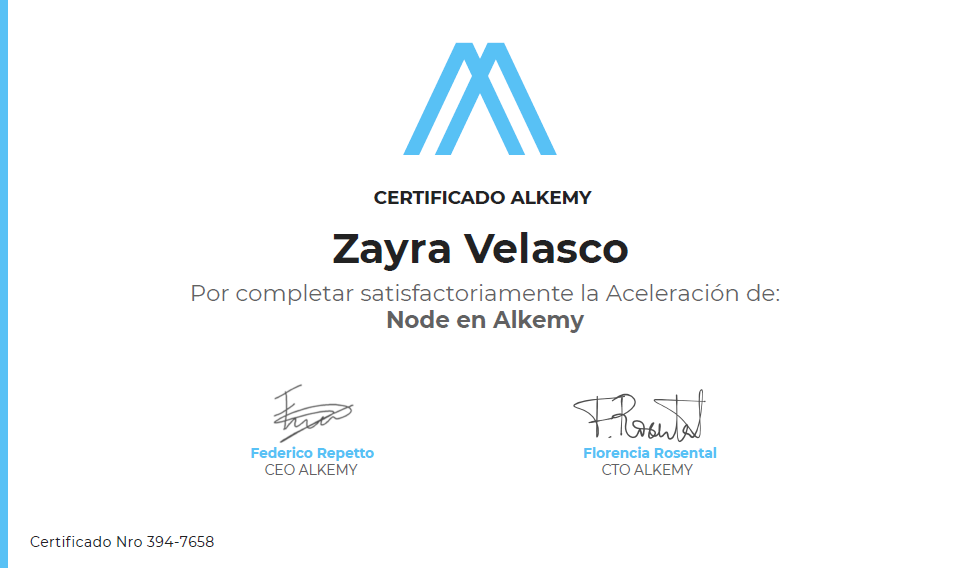 CERTIFICADO ALKEMY
Zayra Velasco
Por completar satisfactoriamente la Aceleración de:
Node en Alkemy
F. Rosental
Federico Repetto
Florencia Rosental
CEO ALKEMY
CTO ALKEMY
Certificado Nro 394-7658